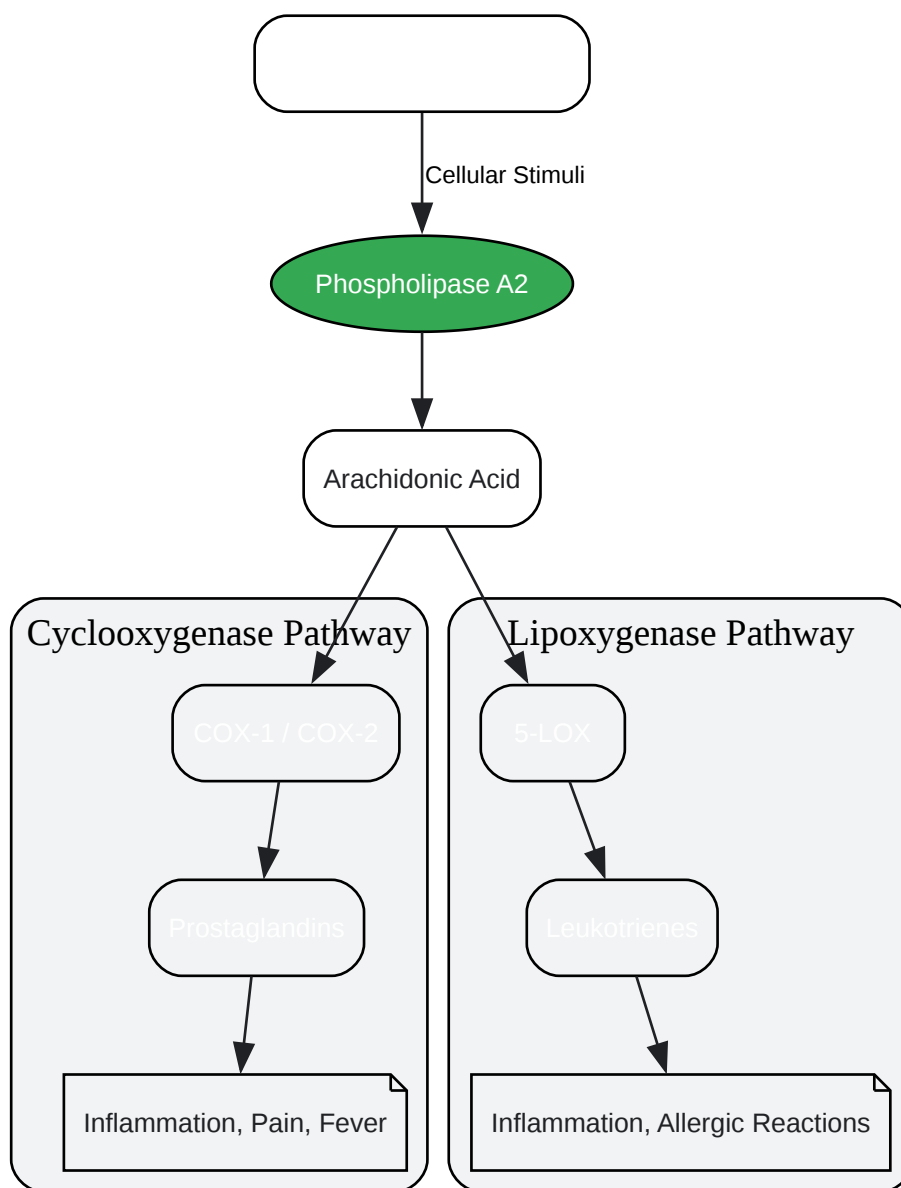 Cellular Stimuli
Phospholipase A2
Arachidonic Acid
Cyclooxygenase Pathway
Lipoxygenase Pathway
COX-1 / COX-2
5-LOX
Prostaglandins
Leukotrienes
Inflammation, Pain, Fever
Inflammation, Allergic Reactions